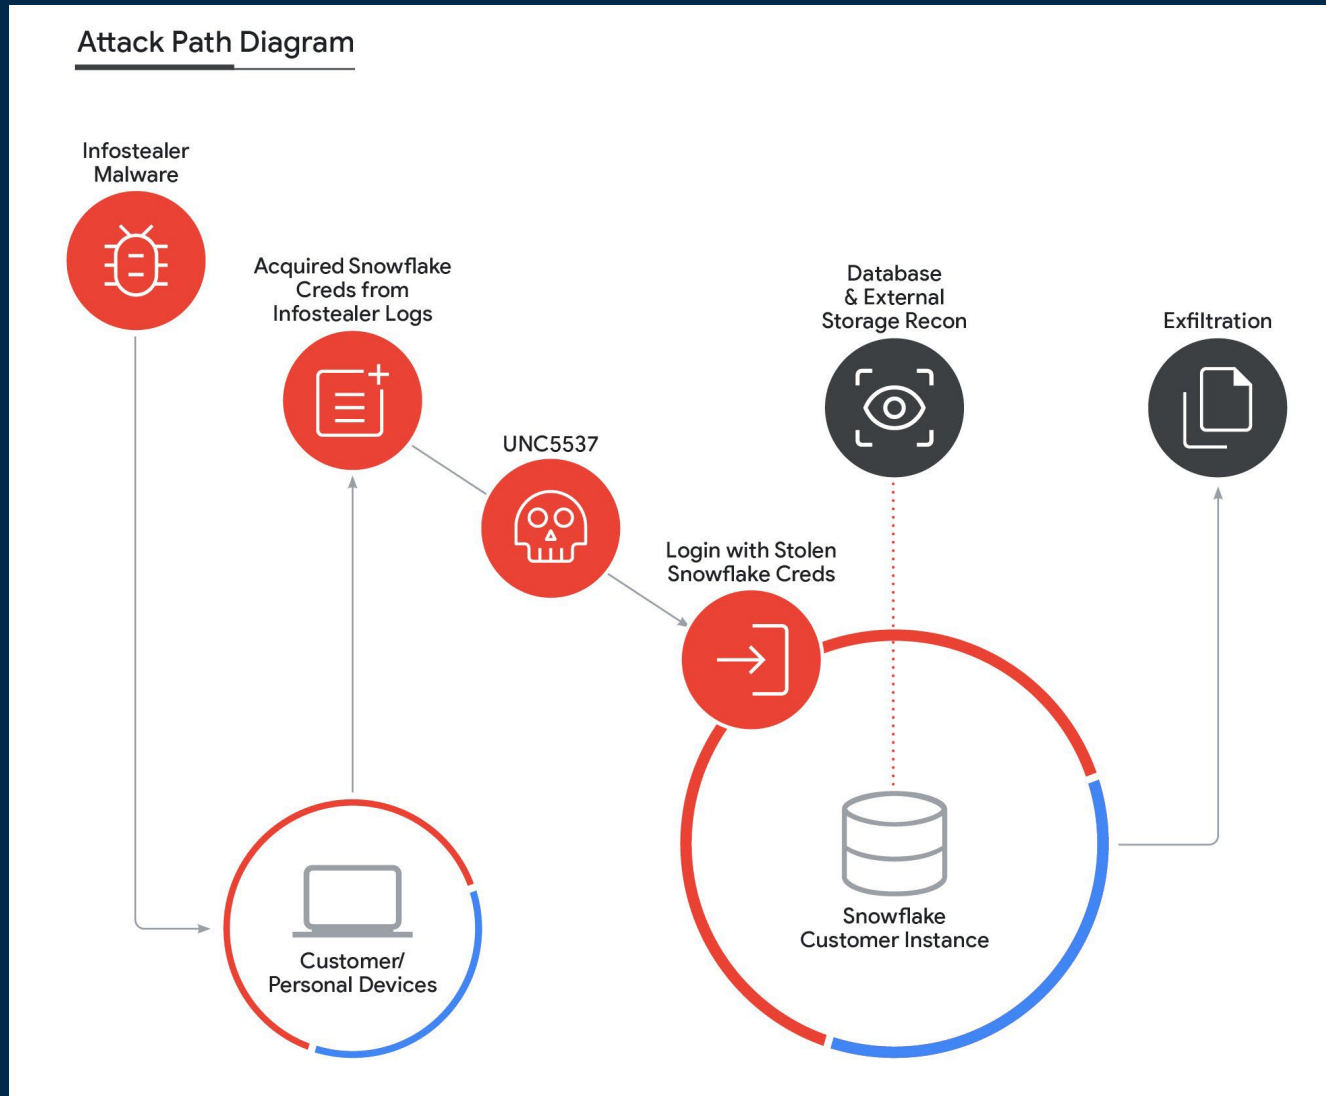 Attack Path Diagram
Infostealer
Malware
Acquired Snowflake
Creds from
Infostealer Logs
UNC5537
Login with Stolen
Snowflake Creds
Database
& External
Storage Recon
Exfiltration
Customer/
Personal Devices
Snowflake
Customer Instance